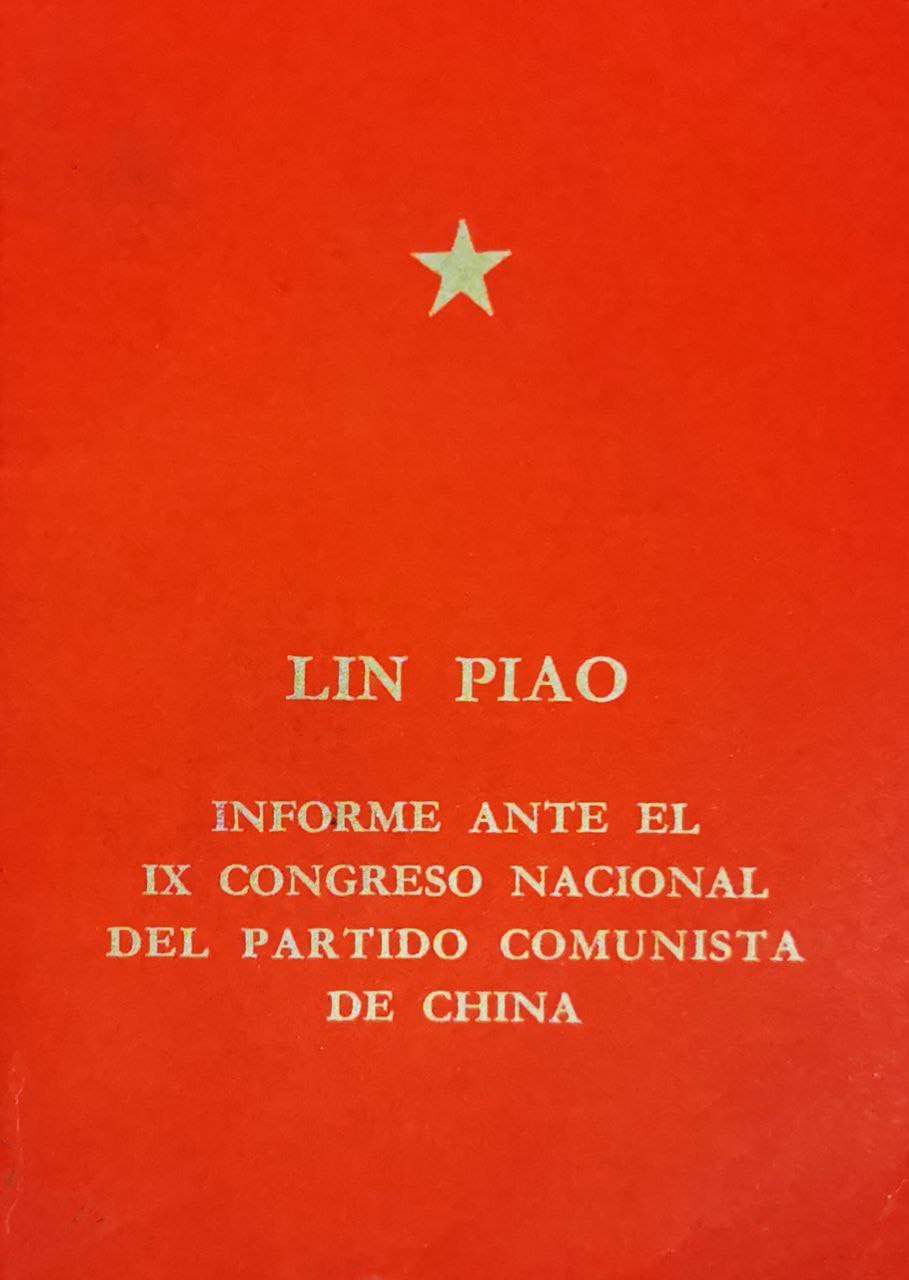 LIN PIAO
INFORME ANTE EL
IX CONGRESO NACIONAL
DEL PARTIDO COMUNISTA
DE CHINA